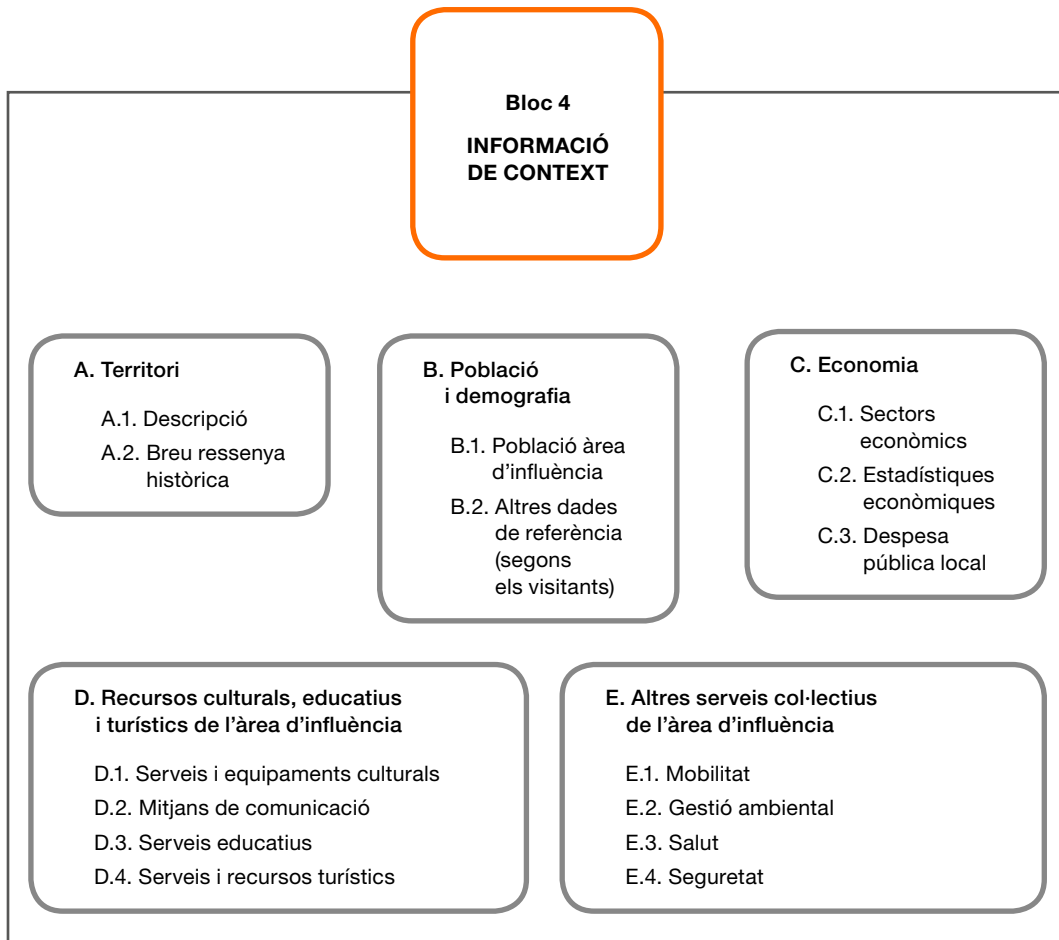 Bloc 4
INFORMACIÓ
DE CONTEXT
A. Territori
A.1. Descripció
A.2. Breu ressenya
històrica
B. Població
i demografia
B.1. Població àrea
d’influència
B.2. Altres dades
de referència
(segons
els visitants)
C. Economia
C.1. Sectors
econòmics
C.2. Estadístiques
econòmiques
C.3. Despesa
pública local
D. Recursos culturals, educatius
i turístics de l’àrea d’influència
D.1. Serveis i equipaments culturals
D.2. Mitjans de comunicació
D.3. Serveis educatius
D.4. Serveis i recursos turístics
E. Altres serveis col·lectius
de l’àrea d’influència
E.1. Mobilitat
E.2. Gestió ambiental
E.3. Salut
E.4. Seguretat